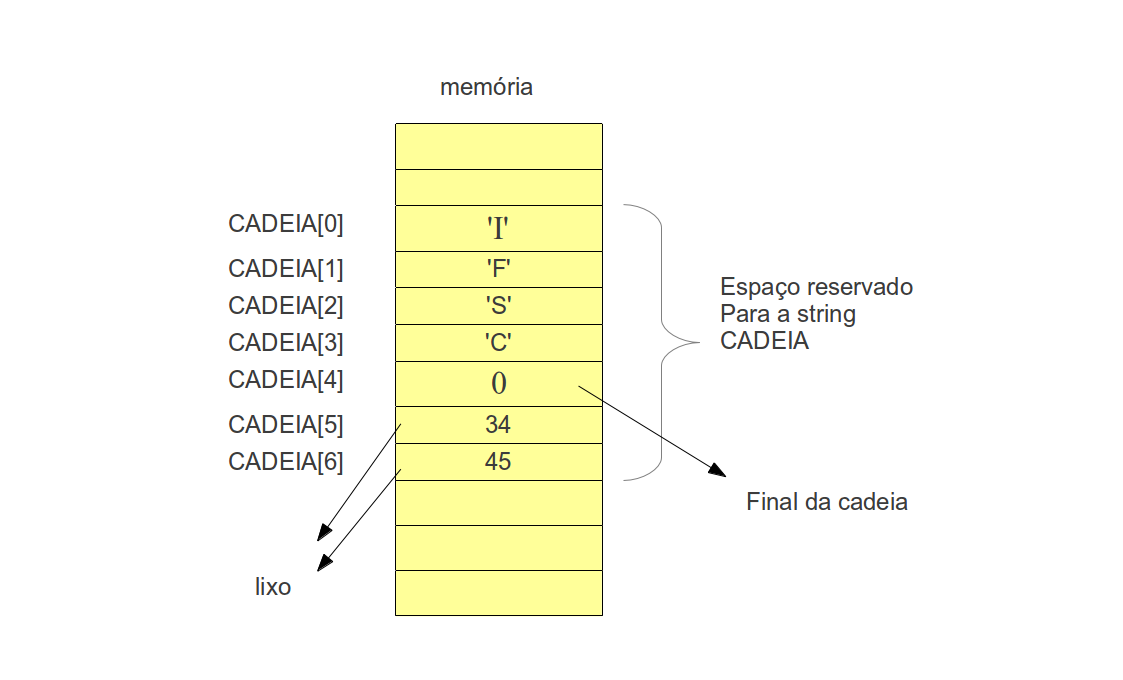 memória
CADEIA[0] 'I'
CADEIA[1] 'F'
CADEIA[2] 'S'
CADEIA[3] 'C'
CADEIA[4] 0
CADEIA[5] 34
CADEIA[6] 45
Espaço reservado
Para a string
CADEIA
Final da cadeia
lixo